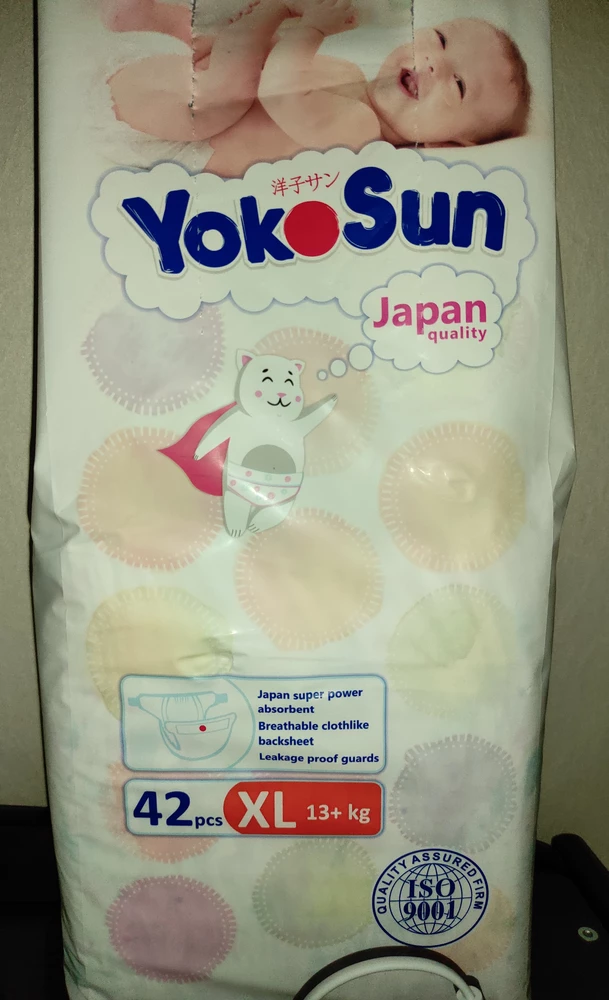 洋子サン
YokoSun
Japan
quality
Japan super power
absorbent
Breathable clothlike
backsheet
Leakage proof guards
42pcs XL 13+ kg
QUALITY ASSURED FIRM
ISO
9001